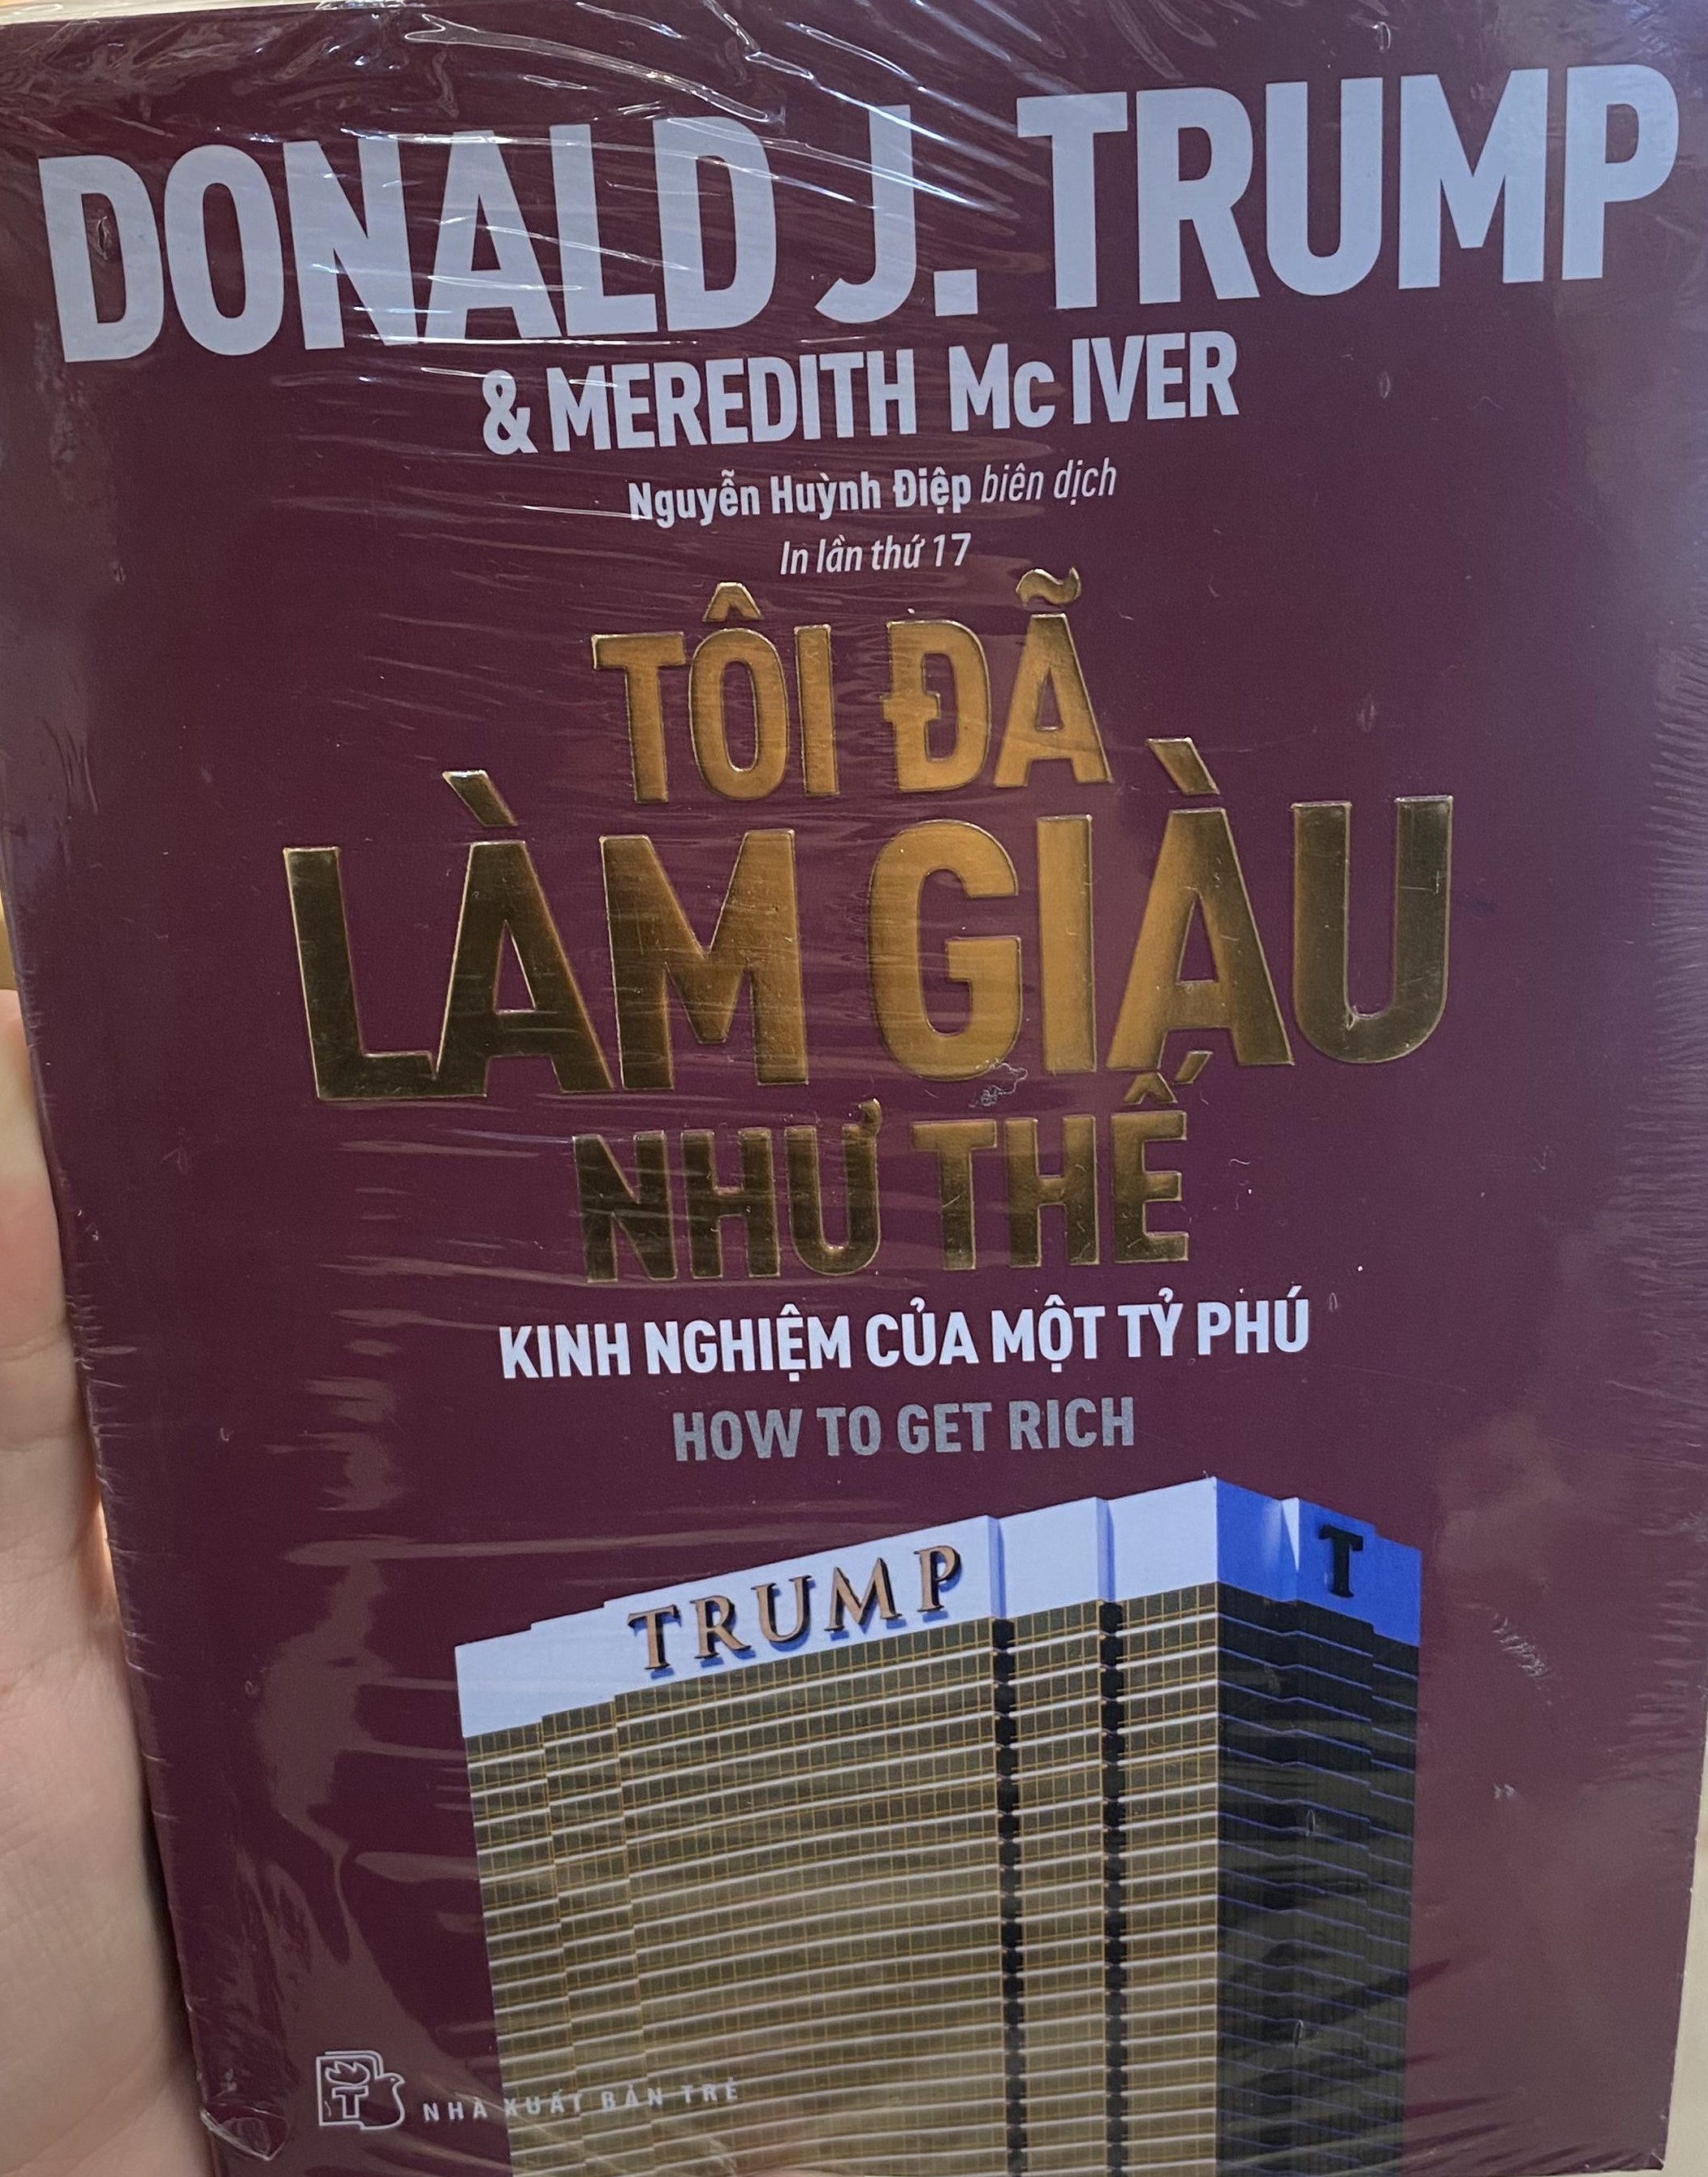 DONALD J. TRUMP
& MEREDITH Mc IVER
Nguyễn Huỳnh Điệp biên dịch
In lần thứ 17
TÔI ĐÃ
LÀM GIÀU
NHƯ THẾ
KINH NGHIỆM CỦA MỘT TỶ PHÚ
HOW TO GET RICH
TRUMP
T
T
NHÀ XUẤT BẢN TRẺ